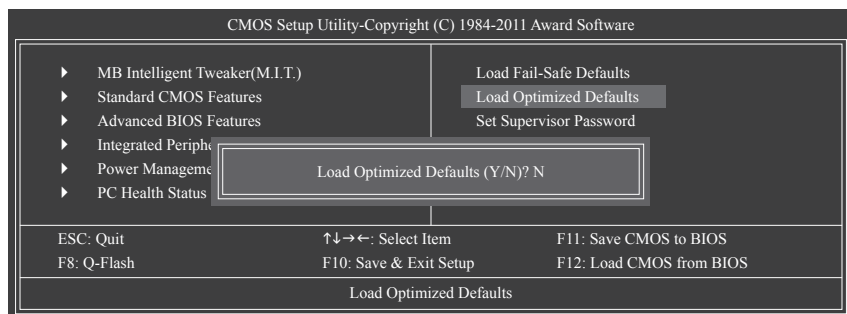 CMOS Setup Utility-Copyright (C) 1984-2011 Award Software
MB Intelligent Tweaker(M.I.T.)
Standard CMOS Features
Advanced BIOS Features
Integrated Periphe
Power Manageme
PC Health Status
Load Fail-Safe Defaults
Load Optimized Defaults
Set Supervisor Password
Load Optimized Defaults (Y/N)? N
ESC: Quit ↑↓→←: Select Item F11: Save CMOS to BIOS
F8: Q-Flash F10: Save & Exit Setup F12: Load CMOS from BIOS
Load Optimized Defaults